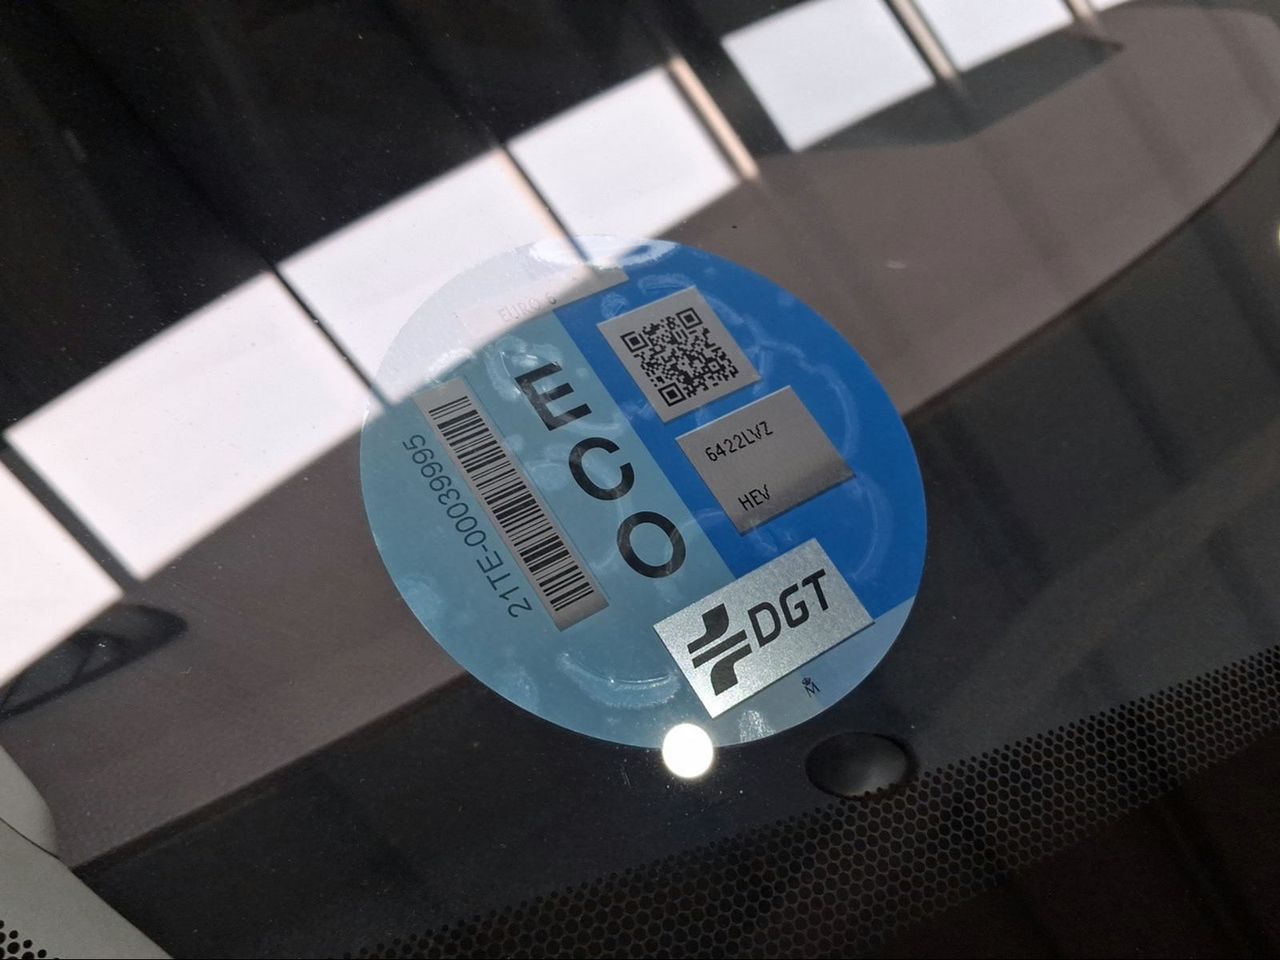 EURO 6
ECO
21TE-00039995
6422LVZ
HEV
DGT
M